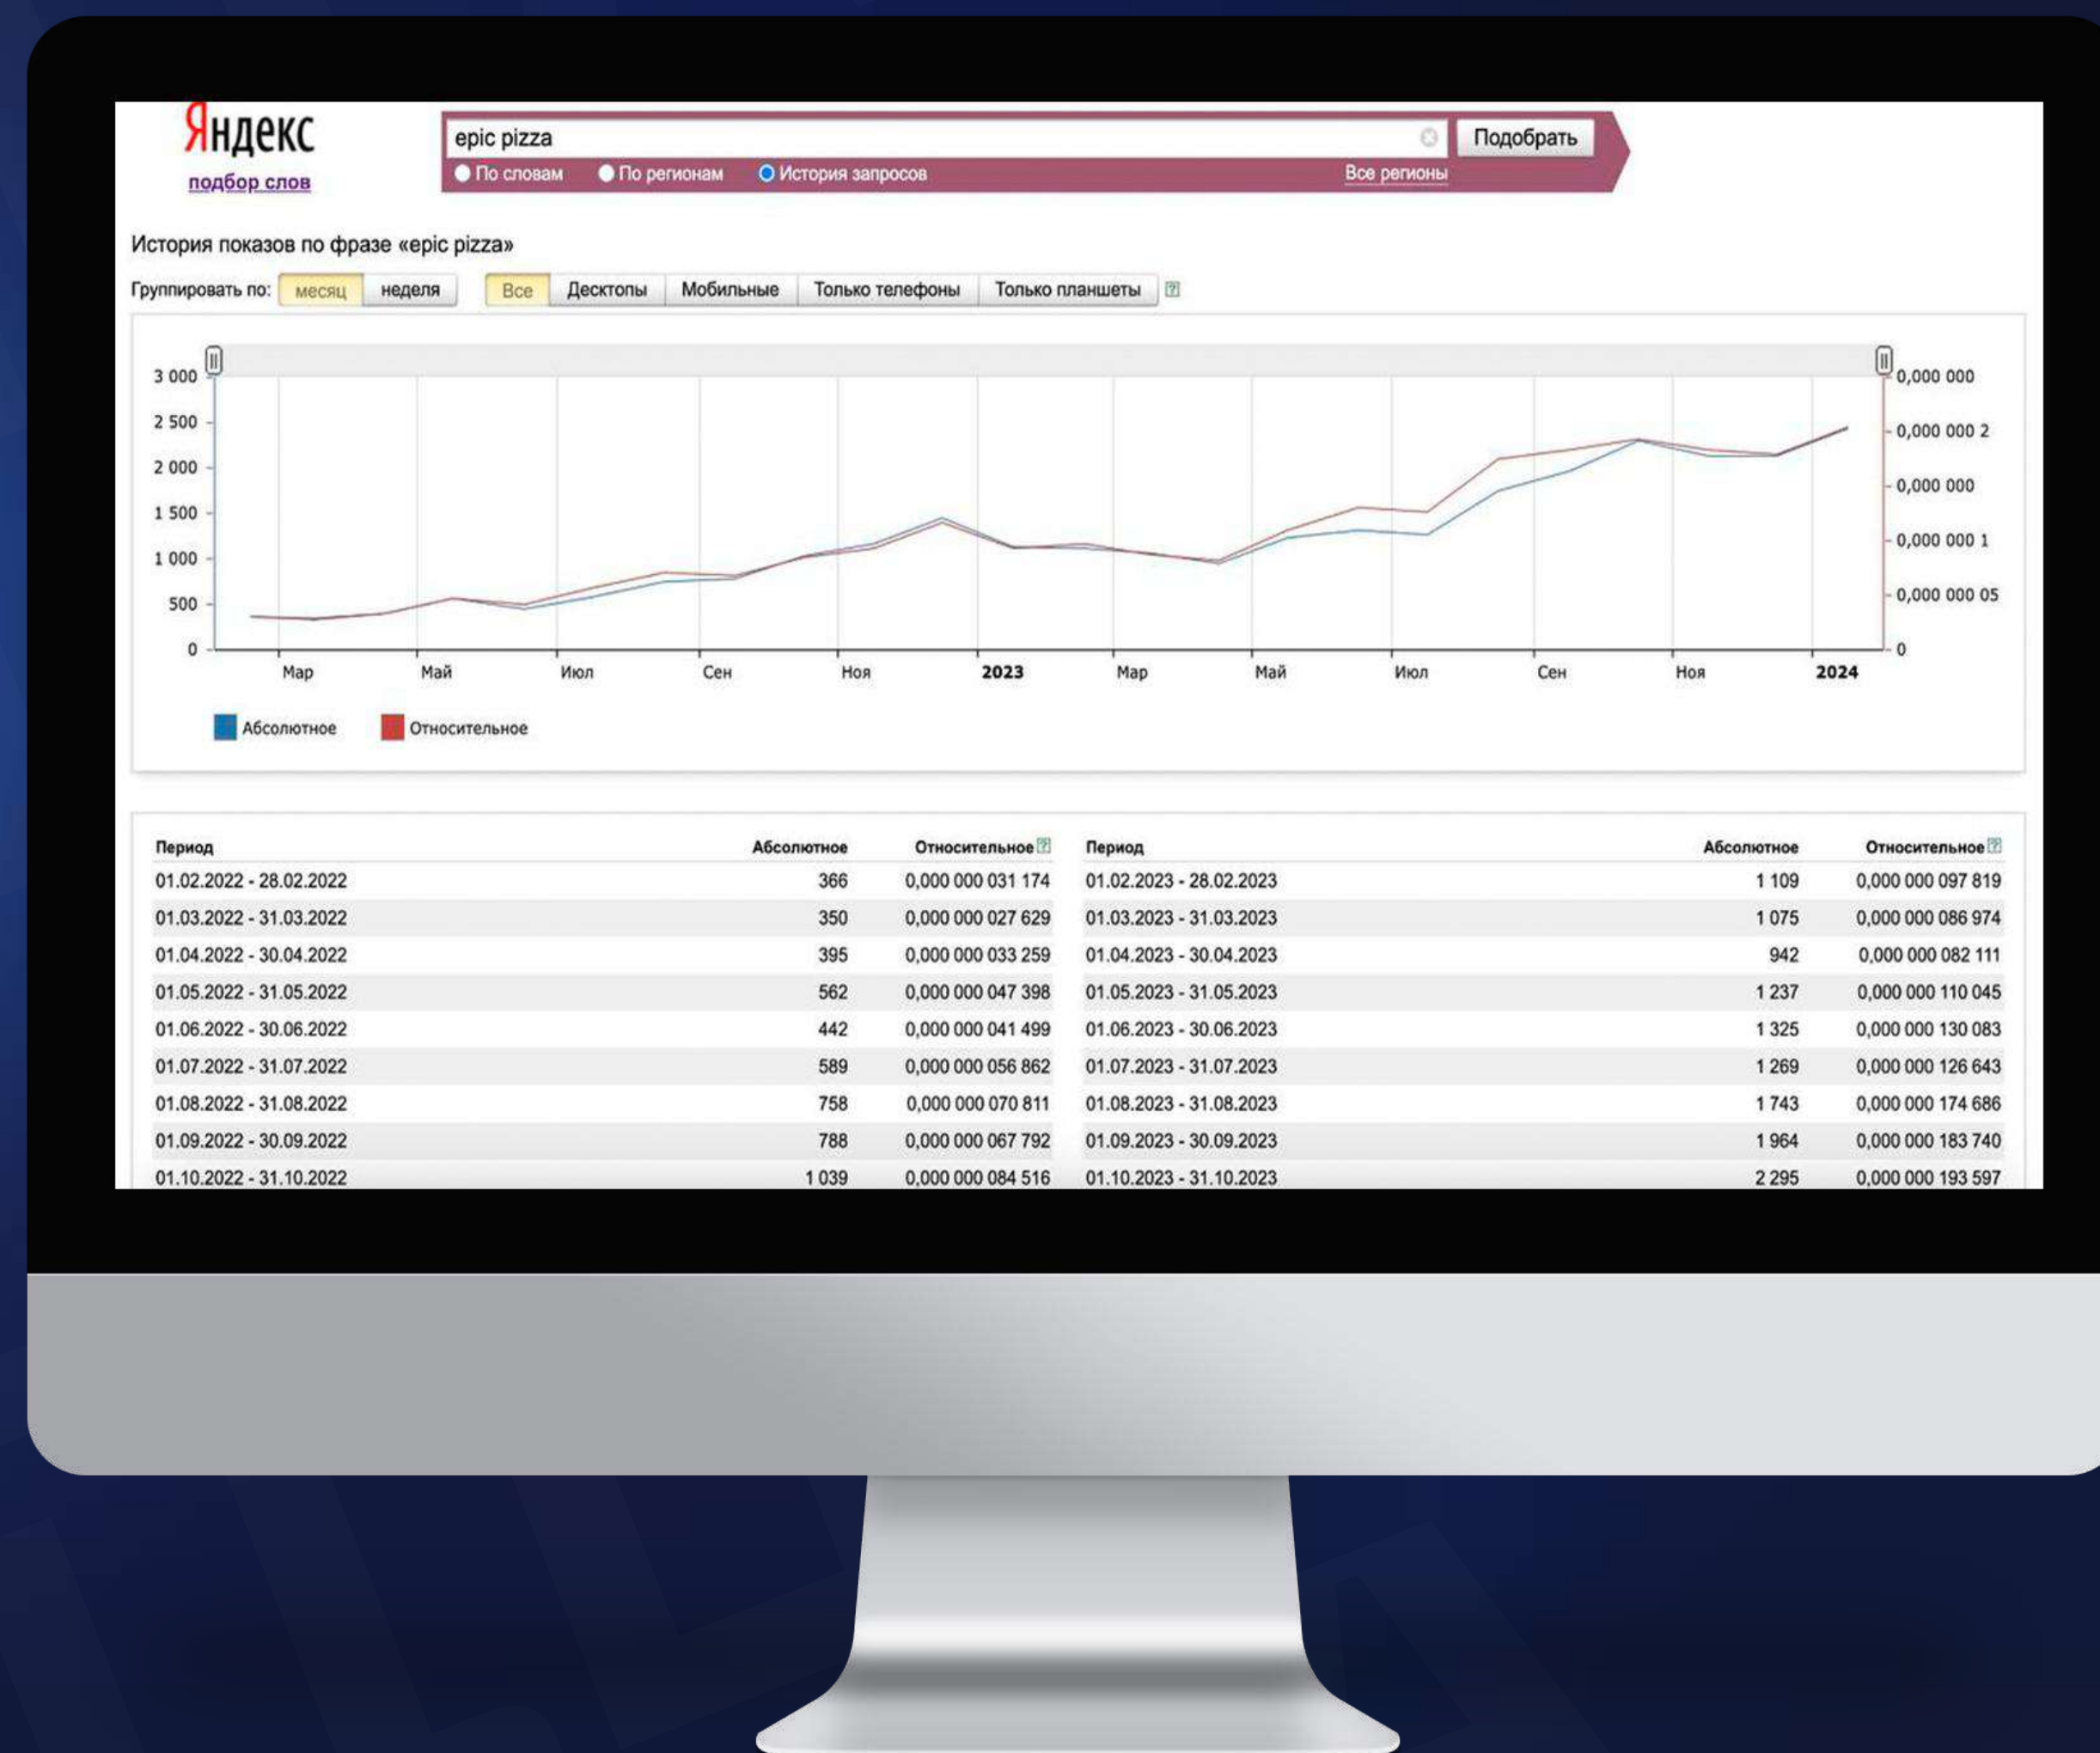 Яндекс
подбор слов
epic pizza
Подобрать
По словам По регионам История запросов Все регионы
История показов по фразе «epic pizza»
Группировать по: месяц неделя Все Десктопы Мобильные Только телефоны Только планшеты
3 000
2 500
2 000
1 500
1 000
500
0
0,000 000
0,000 000 2
0,000 000
0,000 000 1
0,000 000 05
0
Мар Май Июл Сен Ноя 2023 Мар Май Июл Сен Ноя 2024
Абсолютное Относительное
Период Абсолютное Относительное Период Абсолютное Относительное
01.02.2022 - 28.02.2022 366 0,000 000 031 174 01.02.2023 - 28.02.2023 1 109 0,000 000 097 819
01.03.2022 - 31.03.2022 350 0,000 000 027 629 01.03.2023 - 31.03.2023 1 075 0,000 000 086 974
01.04.2022 - 30.04.2022 395 0,000 000 033 259 01.04.2023 - 30.04.2023 942 0,000 000 082 111
01.05.2022 - 31.05.2022 562 0,000 000 047 398 01.05.2023 - 31.05.2023 1 237 0,000 000 110 045
01.06.2022 - 30.06.2022 442 0,000 000 041 499 01.06.2023 - 30.06.2023 1 325 0,000 000 130 083
01.07.2022 - 31.07.2022 589 0,000 000 056 862 01.07.2023 - 31.07.2023 1 269 0,000 000 126 643
01.08.2022 - 31.08.2022 758 0,000 000 070 811 01.08.2023 - 31.08.2023 1 743 0,000 000 174 686
01.09.2022 - 30.09.2022 788 0,000 000 067 792 01.09.2023 - 30.09.2023 1 964 0,000 000 183 740
01.10.2022 - 31.10.2022 1 039 0,000 000 084 516 01.10.2023 - 31.10.2023 2 295 0,000 000 193 597